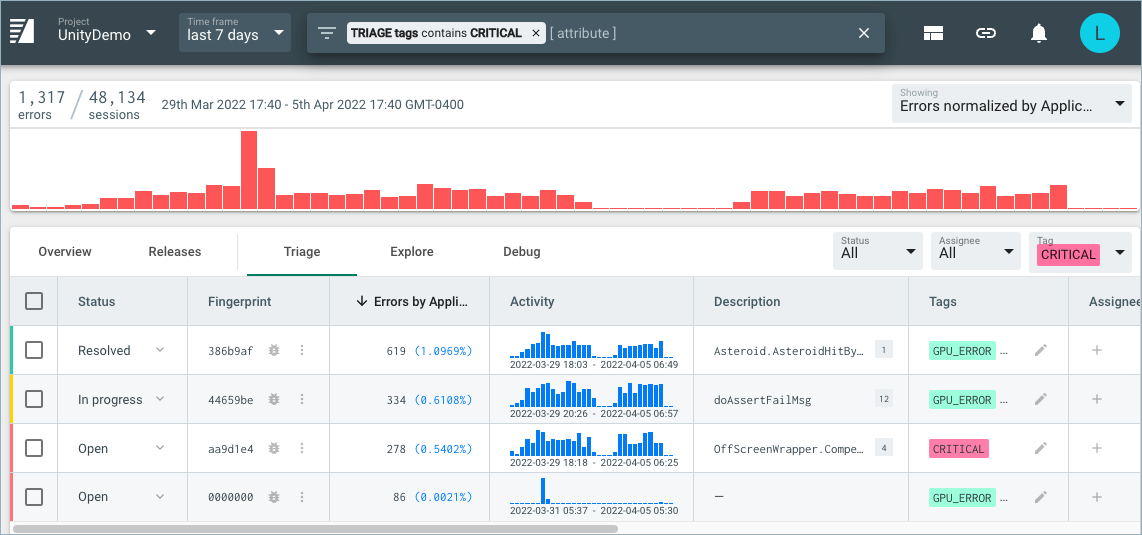 Project
UnityDemo
Time frame
last 7 days
TRIAGE tags contains CRITICAL × [ attribute ]
L
1,317 / 48,134
errors sessions
29th Mar 2022 17:40 - 5th Apr 2022 17:40 GMT-0400
Showing
Errors normalized by Applic...
Overview Releases Triage Explore Debug
Status
All
Assignee
All
Tag
CRITICAL
Status Fingerprint Errors by Appli... Activity Description Tags Assignee
Resolved 386b9af 619 (1.0969%) Asteroid.AsteroidHitBy... 1 GPU_ERROR ...
2022-03-29 18:03 - 2022-04-05 06:49
In progress 44659be 334 (0.6108%) doAssertFailMsg 12 GPU_ERROR ...
2022-03-29 20:26 - 2022-04-05 06:57
Open aa9d1e4 278 (0.5402%) OffScreenWrapper.Compe... 4 CRITICAL
2022-03-29 18:18 - 2022-04-05 06:25
Open 0000000 86 (0.0021%) — GPU_ERROR ...
2022-03-31 05:37 - 2022-04-05 05:30